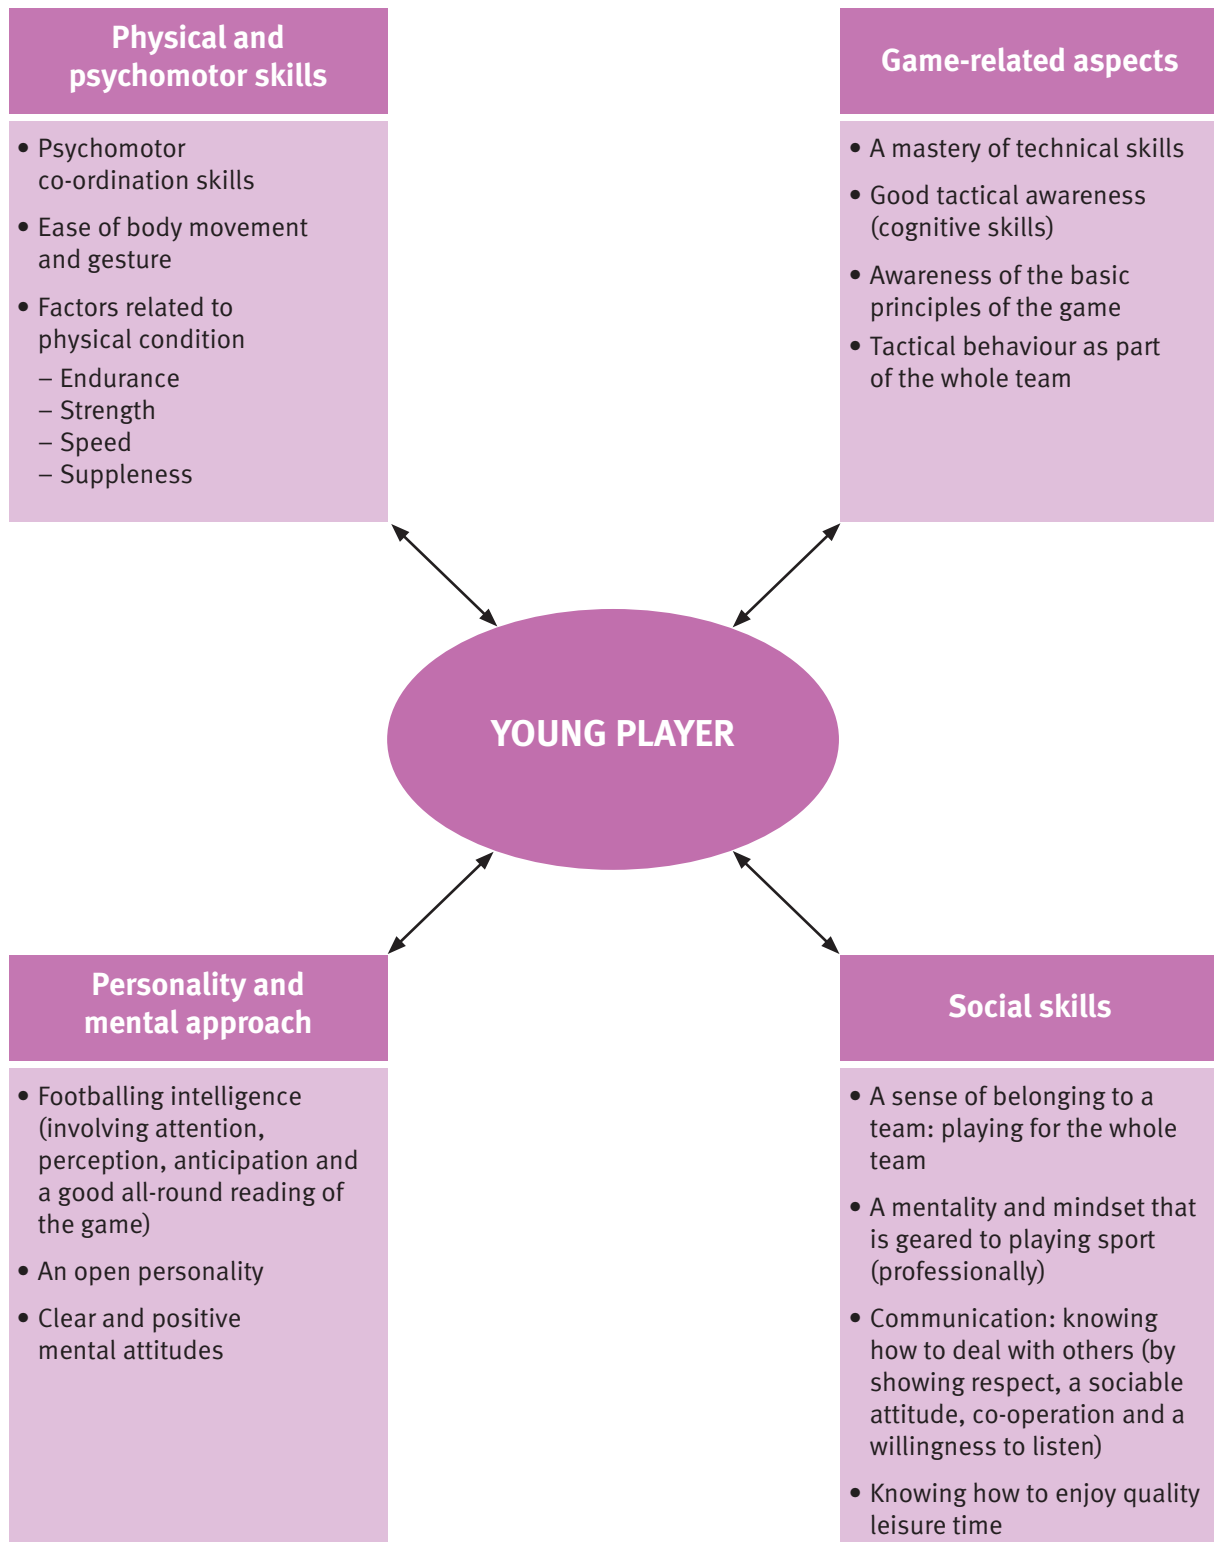 Physical and
psychomotor skills
• Psychomotor
co-ordination skills
• Ease of body movement
and gesture
• Factors related to
physical condition
– Endurance
– Strength
– Speed
– Suppleness
Game-related aspects
• A mastery of technical skills
• Good tactical awareness
(cognitive skills)
• Awareness of the basic
principles of the game
• Tactical behaviour as part
of the whole team
YOUNG PLAYER
Personality and
mental approach
• Footballing intelligence
(involving attention,
perception, anticipation and
a good all-round reading of
the game)
• An open personality
• Clear and positive
mental attitudes
Social skills
• A sense of belonging to a
team: playing for the whole
team
• A mentality and mindset that
is geared to playing sport
(professionally)
• Communication: knowing
how to deal with others (by
showing respect, a sociable
attitude, co-operation and a
willingness to listen)
• Knowing how to enjoy quality
leisure time